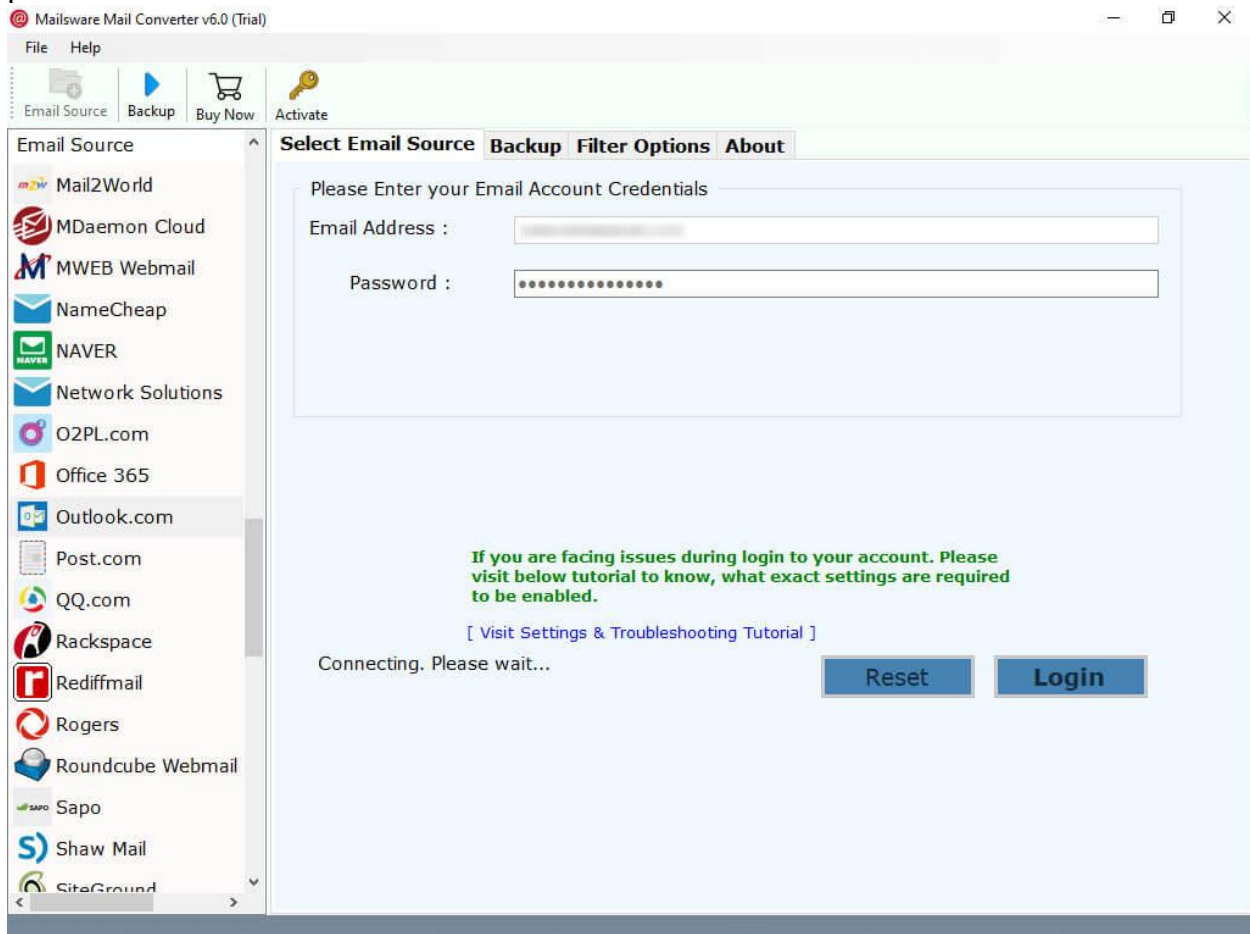 Mailsware Mail Converter v6.0 (Trial)
File Help
Email Source Backup Buy Now Activate
Email Source
Mail2World
MDaemon Cloud
MWEB Webmail
NameCheap
NAVER
NAVER
Network Solutions
O2PL.com
Office 365
Outlook.com
Post.com
QQ.com
Rackspace
Rediffmail
Rogers
Roundcube Webmail
SAPO Sapo
Shaw Mail
SiteGround
Select Email Source Backup Filter Options About
Please Enter your Email Account Credentials
Email Address :
Password :
If you are facing issues during login to your account. Please
visit below tutorial to know, what exact settings are required
to be enabled.
[ Visit Settings & Troubleshooting Tutorial ]
Connecting. Please wait...
Reset Login